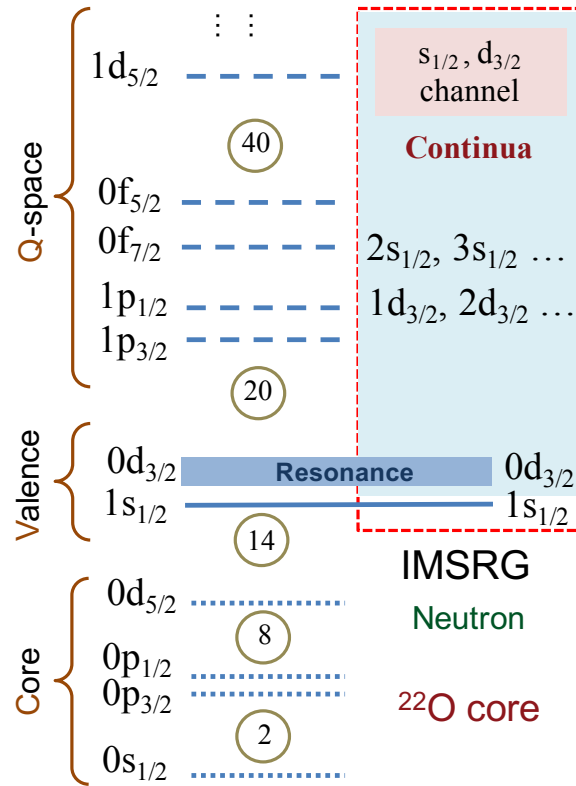 ⋮ ⋮
1d5/2
s1/2, d3/2
channel
40
Continua
Q-space
0f5/2
0f7/2
2s1/2, 3s1/2 ...
1p1/2
1d3/2, 2d3/2 ...
1p3/2
20
Valence
0d3/2
Resonance
0d3/2
1s1/2
1s1/2
14
IMSRG
Core
0d5/2
Neutron
8
0p1/2
0p3/2
22O core
2
0s1/2